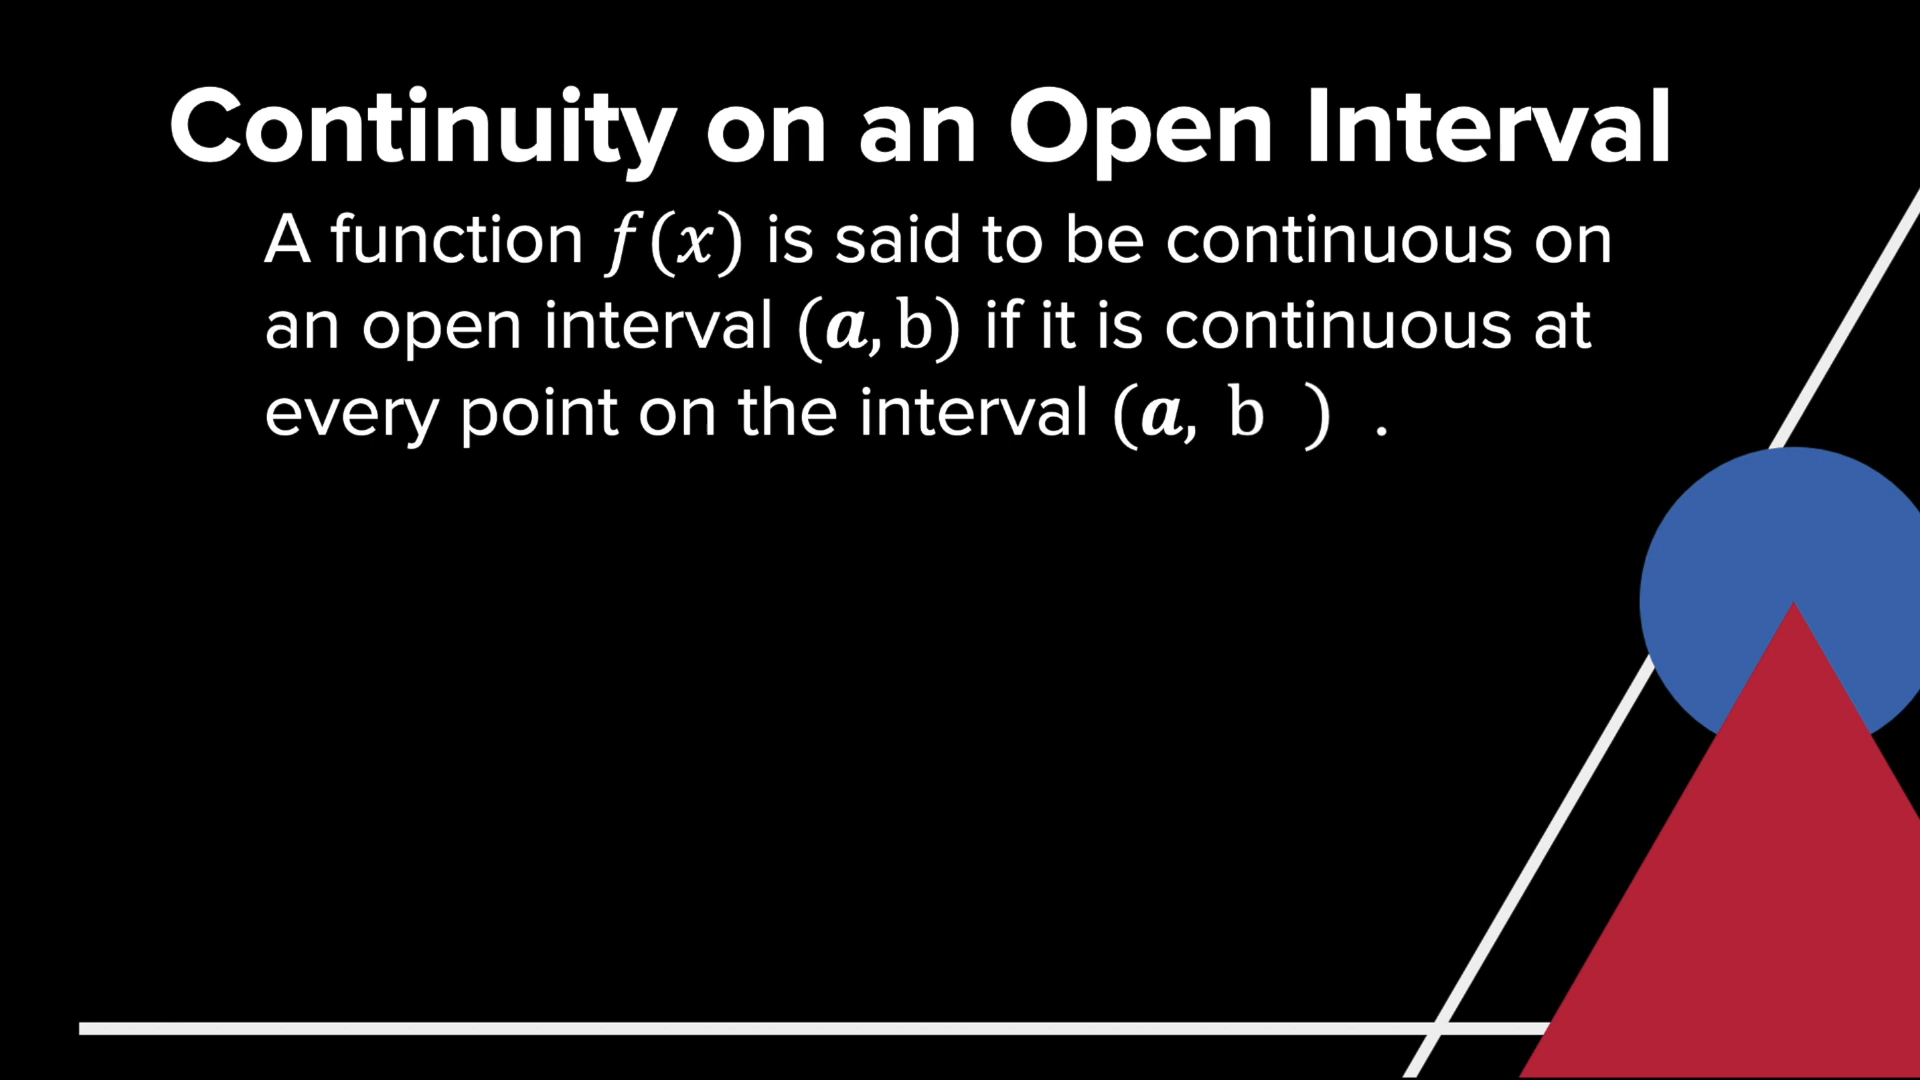 Continuity on an Open Interval
A function f(x) is said to be continuous on
an open interval (a, b) if it is continuous at
every point on the interval (a, b ) .